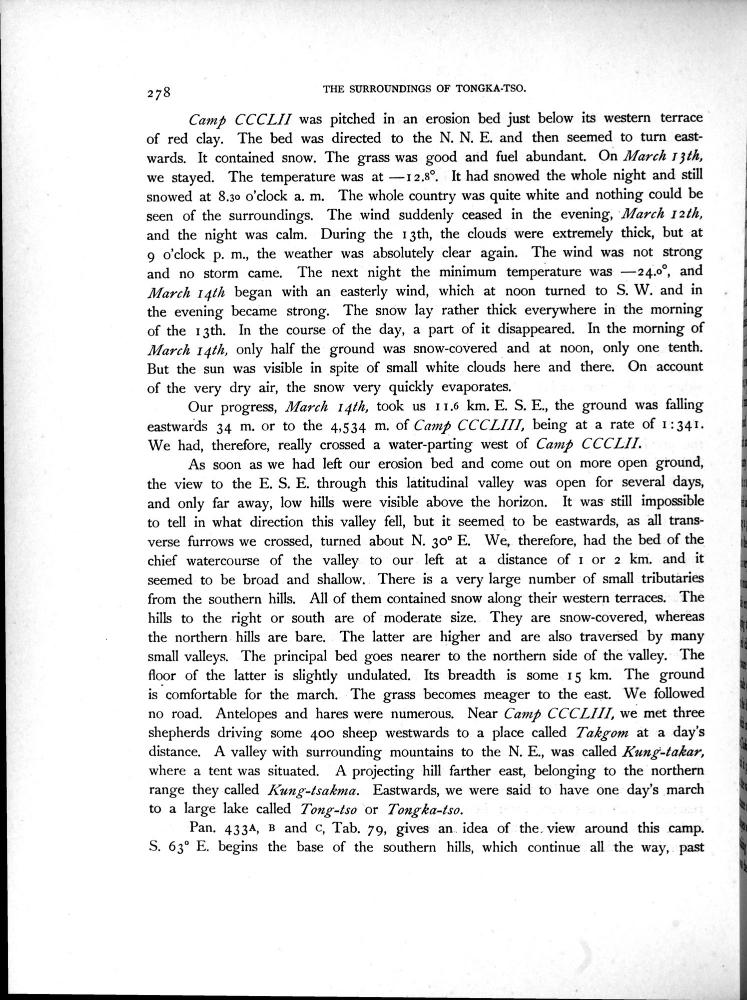 278
THE SURROUNDINGS OF TONGKA-TSO.
Camp CCCLII was pitched in an erosion bed just below its western terrace
of red clay. The bed was directed to the N. N. E. and then seemed to turn east-
wards. It contained snow. The grass was good and fuel abundant. On March 13th,
we stayed. The temperature was at —12.8°. It had snowed the whole night and still
snowed at 8.30 o'clock a. m. The whole country was quite white and nothing could be
seen of the surroundings. The wind suddenly ceased in the evening, March 12th,
and the night was calm. During the 13th, the clouds were extremely thick, but at
9 o'clock p. m., the weather was absolutely clear again. The wind was not strong
and no storm came. The next night the minimum temperature was —24.0°, and
March 14th began with an easterly wind, which at noon turned to S. W. and in
the evening became strong. The snow lay rather thick everywhere in the morning
of the 13th. In the course of the day, a part of it disappeared. In the morning of
March 14th, only half the ground was snow-covered and at noon, only one tenth.
But the sun was visible in spite of small white clouds here and there. On account
of the very dry air, the snow very quickly evaporates.
Our progress, March 14th, took us 11.6 km. E. S. E., the ground was falling
eastwards 34 m. or to the 4,534 m. of Camp CCCLIII, being at a rate of 1:341.
We had, therefore, really crossed a water-parting west of Camp CCCLII.
As soon as we had left our erosion bed and come out on more open ground,
the view to the E. S. E. through this latitudinal valley was open for several days,
and only far away, low hills were visible above the horizon. It was still impossible
to tell in what direction this valley fell, but it seemed to be eastwards, as all trans-
verse furrows we crossed, turned about N. 30° E. We, therefore, had the bed of the
chief watercourse of the valley to our left at a distance of 1 or 2 km. and it
seemed to be broad and shallow. There is a very large number of small tributaries
from the southern hills. All of them contained snow along their western terraces. The
hills to the right or south are of moderate size. They are snow-covered, whereas
the northern hills are bare. The latter are higher and are also traversed by many
small valleys. The principal bed goes nearer to the northern side of the valley. The
floor of the latter is slightly undulated. Its breadth is some 15 km. The ground
is comfortable for the march. The grass becomes meager to the east. We followed
no road. Antelopes and hares were numerous. Near Camp CCCLIII, we met three
shepherds driving some 400 sheep westwards to a place called Takgom at a day's
distance. A valley with surrounding mountains to the N. E., was called Kung-takar,
where a tent was situated. A projecting hill farther east, belonging to the northern
range they called Kung-tsakma. Eastwards, we were said to have one day's march
to a large lake called Tong-tso or Tongka-tso.
Pan. 433A, B and C, Tab. 79, gives an idea of the view around this camp.
S. 63° E. begins the base of the southern hills, which continue all the way, past